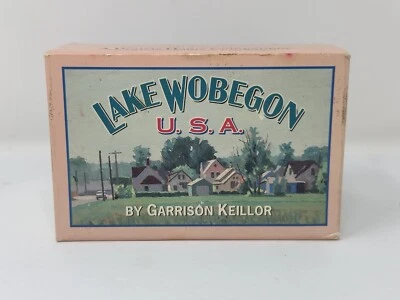 LAKE WOBEGON
U. S. A.
BY GARRISON KEILLOR